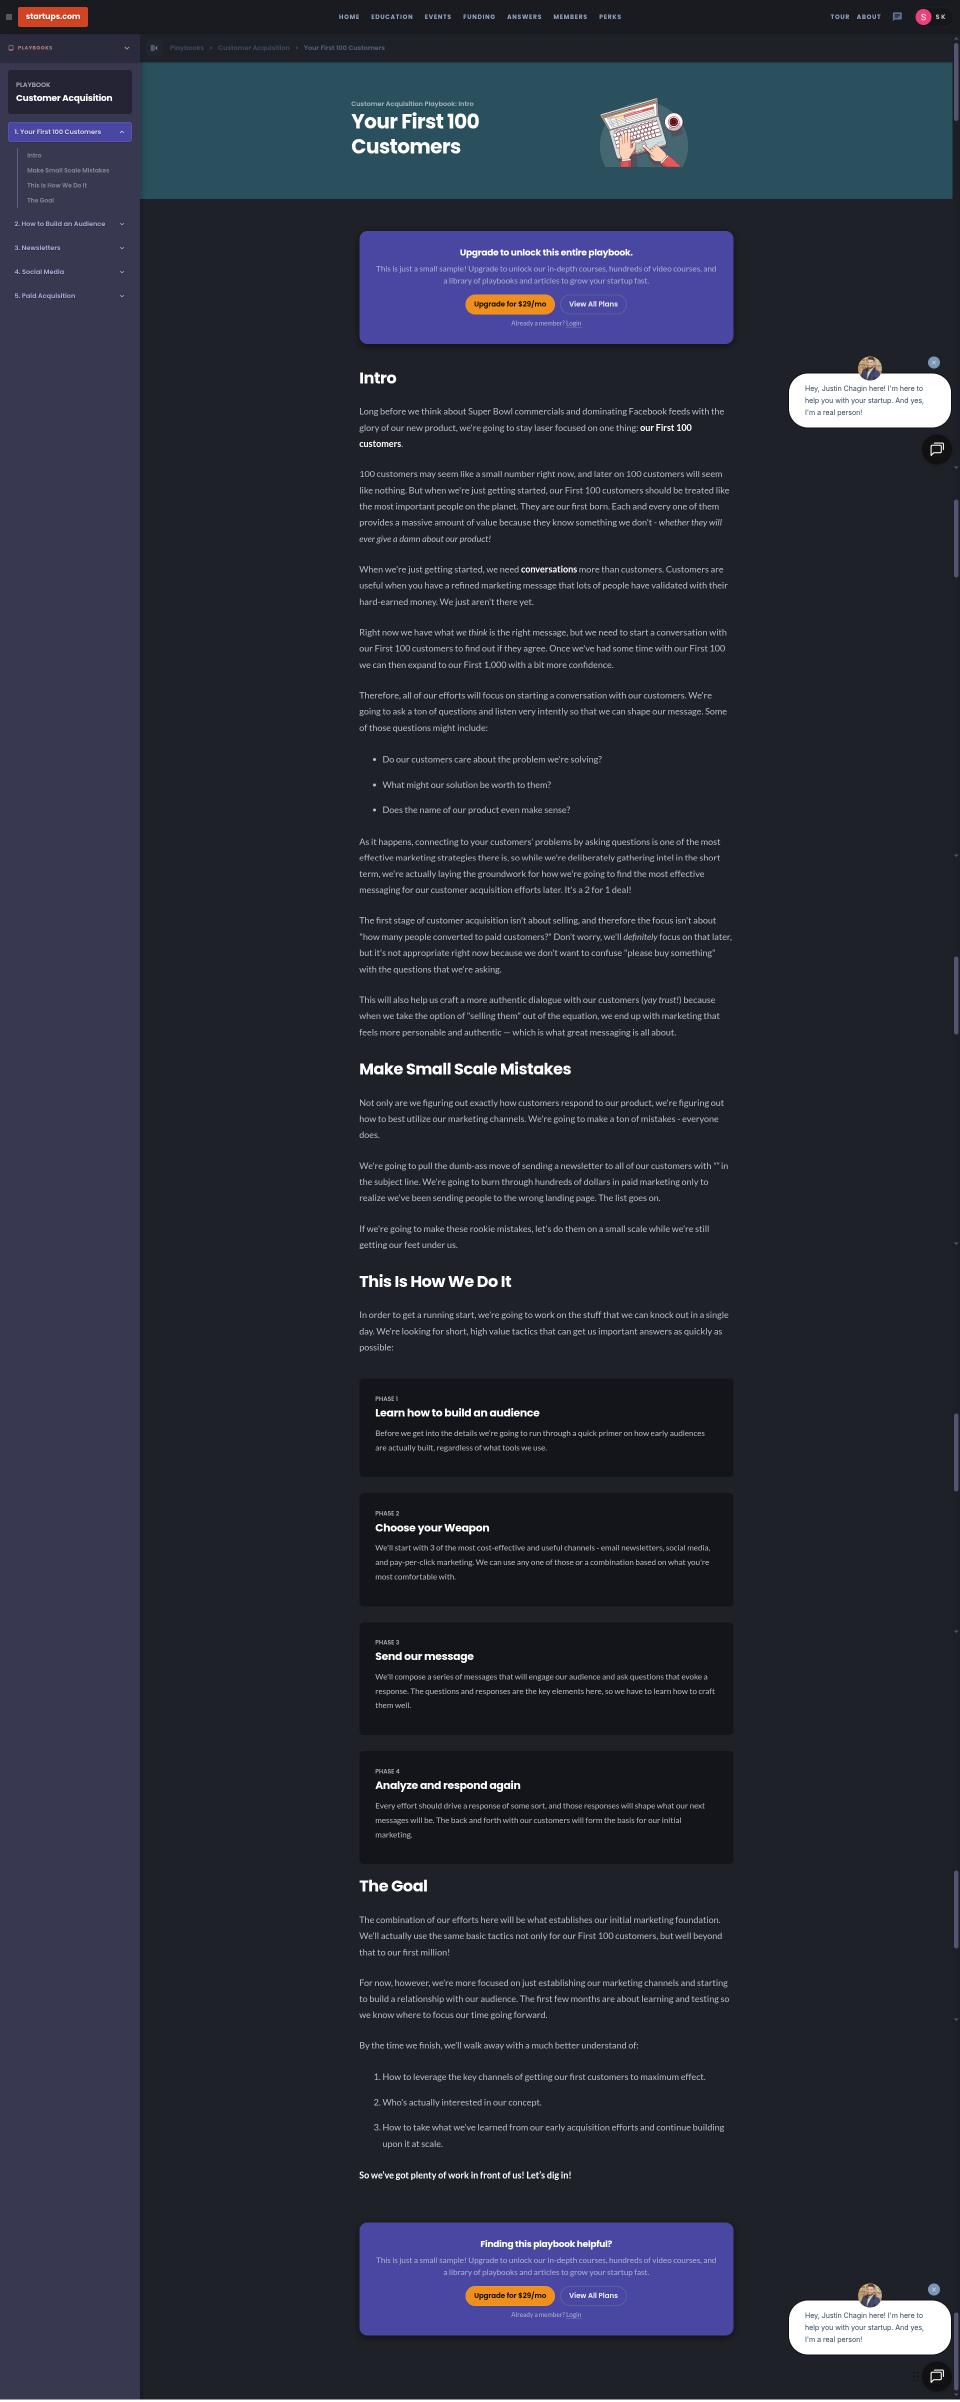 startups.com
HOME EDUCATION EVENTS FUNDING ANSWERS MEMBERS PERKS
TOUR ABOUT
S
S K
PLAYBOOKS
Playbooks › Customer Acquisition › Your First 100 Customers
PLAYBOOK
Customer Acquisition
1. Your First 100 Customers
Intro
Make Small Scale Mistakes
This Is How We Do It
The Goal
2. How to Build an Audience
3. Newsletters
4. Social Media
5. Paid Acquisition
Customer Acquisition Playbook: Intro
Your First 100
Customers
Upgrade to unlock this entire playbook.
This is just a small sample! Upgrade to unlock our in-depth courses, hundreds of video courses, and
a library of playbooks and articles to grow your startup fast.
Upgrade for $29/mo
View All Plans
Already a member? Login
Hey, Justin Chagin here! I'm here to
help you with your startup. And yes,
I'm a real person!
Intro
Long before we think about Super Bowl commercials and dominating Facebook feeds with the
glory of our new product, we're going to stay laser focused on one thing: our First 100
customers.
100 customers may seem like a small number right now, and later on 100 customers will seem
like nothing. But when we're just getting started, our First 100 customers should be treated like
the most important people on the planet. They are our first born. Each and every one of them
provides a massive amount of value because they know something we don't - whether they will
ever give a damn about our product!
When we're just getting started, we need conversations more than customers. Customers are
useful when you have a refined marketing message that lots of people have validated with their
hard-earned money. We just aren't there yet.
Right now we have what we think is the right message, but we need to start a conversation with
our First 100 customers to find out if they agree. Once we've had some time with our First 100
we can then expand to our First 1,000 with a bit more confidence.
Therefore, all of our efforts will focus on starting a conversation with our customers. We're
going to ask a ton of questions and listen very intently so that we can shape our message. Some
of those questions might include:
• Do our customers care about the problem we're solving?
• What might our solution be worth to them?
• Does the name of our product even make sense?
As it happens, connecting to your customers' problems by asking questions is one of the most
effective marketing strategies there is, so while we're deliberately gathering intel in the short
term, we're actually laying the groundwork for how we're going to find the most effective
messaging for our customer acquisition efforts later. It's a 2 for 1 deal!
The first stage of customer acquisition isn't about selling, and therefore the focus isn't about
"how many people converted to paid customers?" Don't worry, we'll definitely focus on that later,
but it's not appropriate right now because we don't want to confuse "please buy something"
with the questions that we're asking.
This will also help us craft a more authentic dialogue with our customers (yay trust!) because
when we take the option of "selling them" out of the equation, we end up with marketing that
feels more personable and authentic — which is what great messaging is all about.
Make Small Scale Mistakes
Not only are we figuring out exactly how customers respond to our product, we're figuring out
how to best utilize our marketing channels. We're going to make a ton of mistakes - everyone
does.
We're going to pull the dumb-ass move of sending a newsletter to all of our customers with "" in
the subject line. We're going to burn through hundreds of dollars in paid marketing only to
realize we've been sending people to the wrong landing page. The list goes on.
If we're going to make these rookie mistakes, let's do them on a small scale while we're still
getting our feet under us.
This Is How We Do It
In order to get a running start, we're going to work on the stuff that we can knock out in a single
day. We're looking for short, high value tactics that can get us important answers as quickly as
possible:
PHASE 1
Learn how to build an audience
Before we get into the details we're going to run through a quick primer on how early audiences
are actually built, regardless of what tools we use.
PHASE 2
Choose your Weapon
We'll start with 3 of the most cost-effective and useful channels - email newsletters, social media,
and pay-per-click marketing. We can use any one of those or a combination based on what you're
most comfortable with.
PHASE 3
Send our message
We'll compose a series of messages that will engage our audience and ask questions that evoke a
response. The questions and responses are the key elements here, so we have to learn how to craft
them well.
PHASE 4
Analyze and respond again
Every effort should drive a response of some sort, and those responses will shape what our next
messages will be. The back and forth with our customers will form the basis for our initial
marketing.
The Goal
The combination of our efforts here will be what establishes our initial marketing foundation.
We'll actually use the same basic tactics not only for our First 100 customers, but well beyond
that to our first million!
For now, however, we're more focused on just establishing our marketing channels and starting
to build a relationship with our audience. The first few months are about learning and testing so
we know where to focus our time going forward.
By the time we finish, we'll walk away with a much better understand of:
1. How to leverage the key channels of getting our first customers to maximum effect.
2. Who's actually interested in our concept.
3. How to take what we've learned from our early acquisition efforts and continue building
upon it at scale.
So we've got plenty of work in front of us! Let's dig in!
Finding this playbook helpful?
This is just a small sample! Upgrade to unlock our in-depth courses, hundreds of video courses, and
a library of playbooks and articles to grow your startup fast.
Upgrade for $29/mo
View All Plans
Already a member? Login
Hey, Justin Chagin here! I'm here to
help you with your startup. And yes,
I'm a real person!